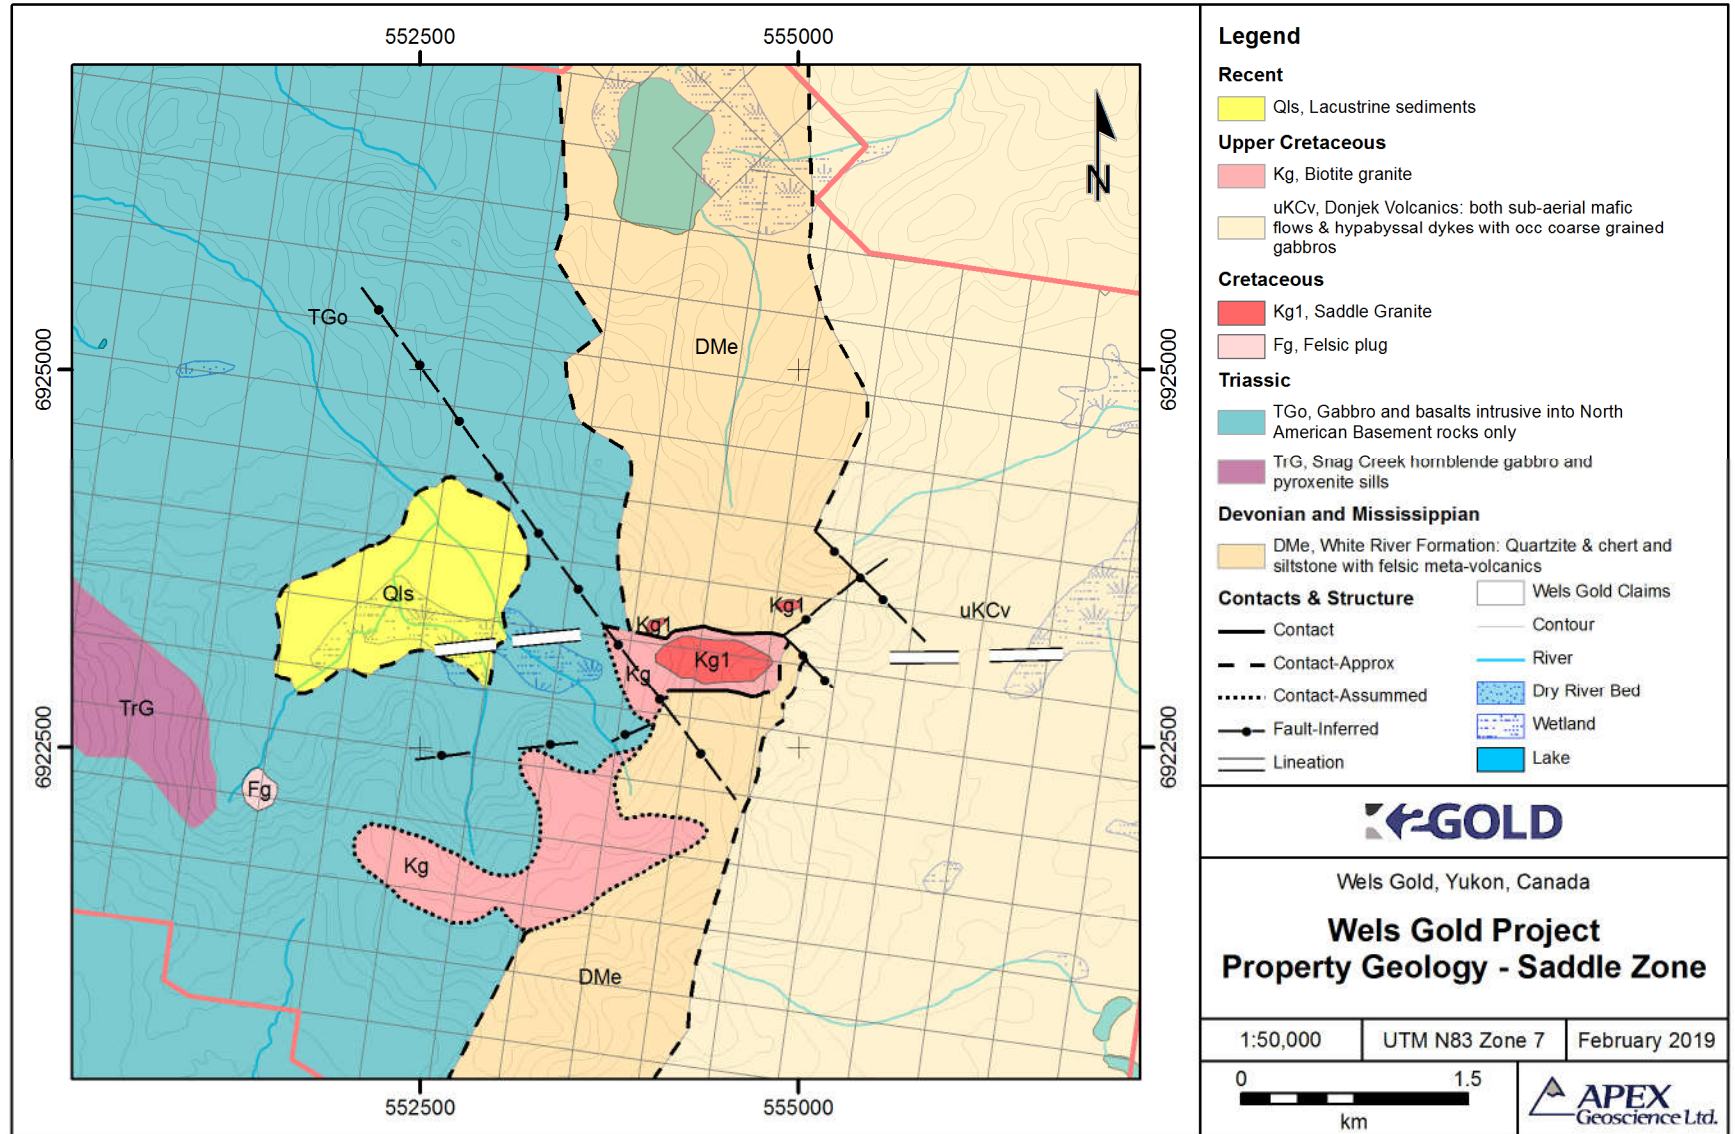 552500
555000
6925000
6922500
TGo
DMe
Qls
Kg1
Kg1
Kg1
Kg
uKCv
TrG
Fg
Kg
DMe
N
6925000
6922500
552500
555000
Legend
Recent
Qls, Lacustrine sediments
Upper Cretaceous
Kg, Biotite granite
uKCv, Donjek Volcanics: both sub-aerial mafic
flows & hypabyssal dykes with occ coarse grained
gabbros
Cretaceous
Kg1, Saddle Granite
Fg, Felsic plug
Triassic
TGo, Gabbro and basalts intrusive into North
American Basement rocks only
TrG, Snag Creek hornblende gabbro and
pyroxenite sills
Devonian and Mississippian
DMe, White River Formation: Quartzite & chert and
siltstone with felsic meta-volcanics
Contacts & Structure
Contact
Contact-Approx
Contact-Assummed
Fault-Inferred
Lineation
Wels Gold Claims
Contour
River
Dry River Bed
Wetland
Lake
K2GOLD
Wels Gold, Yukon, Canada
Wels Gold Project
Property Geology - Saddle Zone
1:50,000
UTM N83 Zone 7
February 2019
0 1.5
km
APEX
Geoscience Ltd.